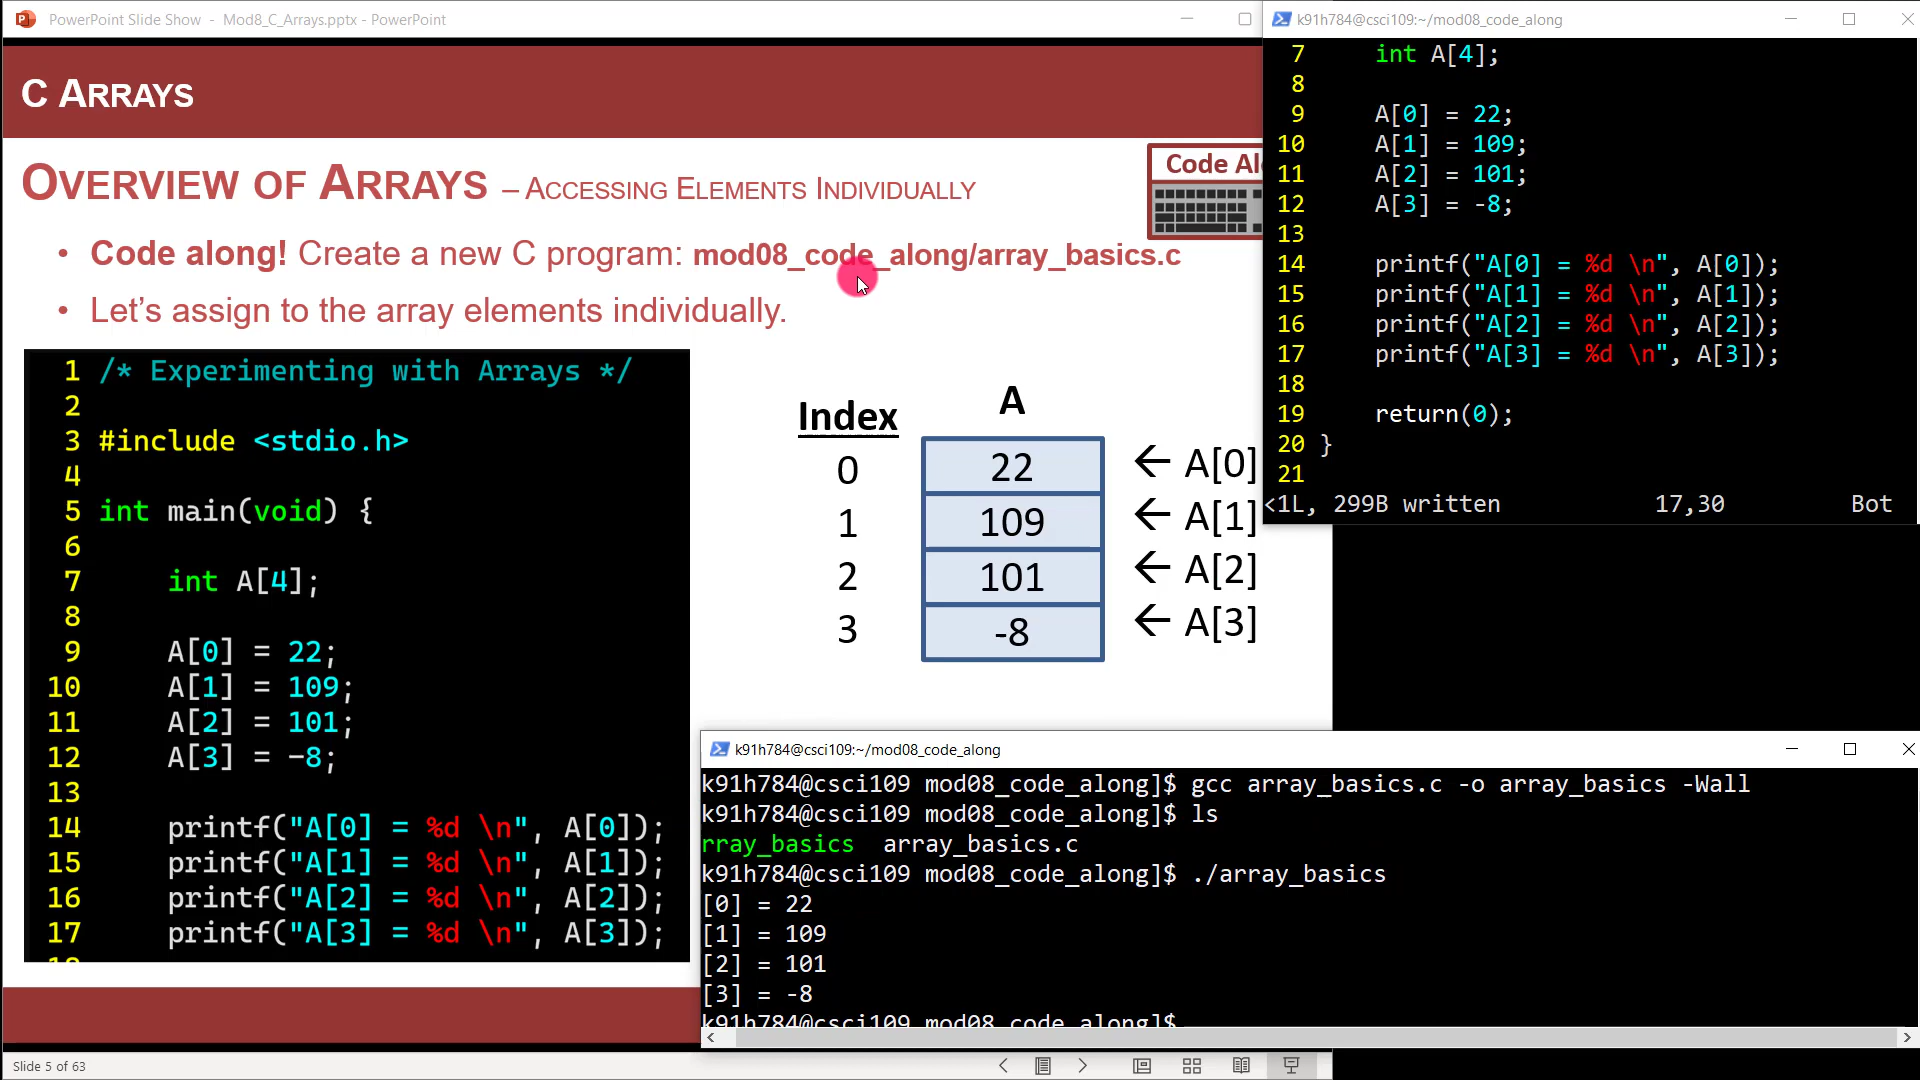 PowerPoint Slide Show - Mod8_C_Arrays.pptx - PowerPoint
C ARRAYS
OVERVIEW OF ARRAYS – ACCESSING ELEMENTS INDIVIDUALLY
Code Al
• Code along! Create a new C program: mod08_code_along/array_basics.c
• Let’s assign to the array elements individually.
1 /* Experimenting with Arrays */
2
3 #include <stdio.h>
4
5 int main(void) {
6
7     int A[4];
8
9     A[0] = 22;
10     A[1] = 109;
11     A[2] = 101;
12     A[3] = -8;
13
14     printf("A[0] = %d \n", A[0]);
15     printf("A[1] = %d \n", A[1]);
16     printf("A[2] = %d \n", A[2]);
17     printf("A[3] = %d \n", A[3]);
Index A
0 22 ← A[0]
1 109 ← A[1]
2 101 ← A[2]
3 -8 ← A[3]
Slide 5 of 63
k91h784@csci109:~/mod08_code_along
7     int A[4];
8
9     A[0] = 22;
10     A[1] = 109;
11     A[2] = 101;
12     A[3] = -8;
13
14     printf("A[0] = %d \n", A[0]);
15     printf("A[1] = %d \n", A[1]);
16     printf("A[2] = %d \n", A[2]);
17     printf("A[3] = %d \n", A[3]);
18
19     return(0);
20 }
21
<1L, 299B written 17,30 Bot
k91h784@csci109:~/mod08_code_along
k91h784@csci109 mod08_code_along]$ gcc array_basics.c -o array_basics -Wall
k91h784@csci109 mod08_code_along]$ ls
rray_basics  array_basics.c
k91h784@csci109 mod08_code_along]$ ./array_basics
[0] = 22
[1] = 109
[2] = 101
[3] = -8
k91h784@csci109 mod08_code_along]$